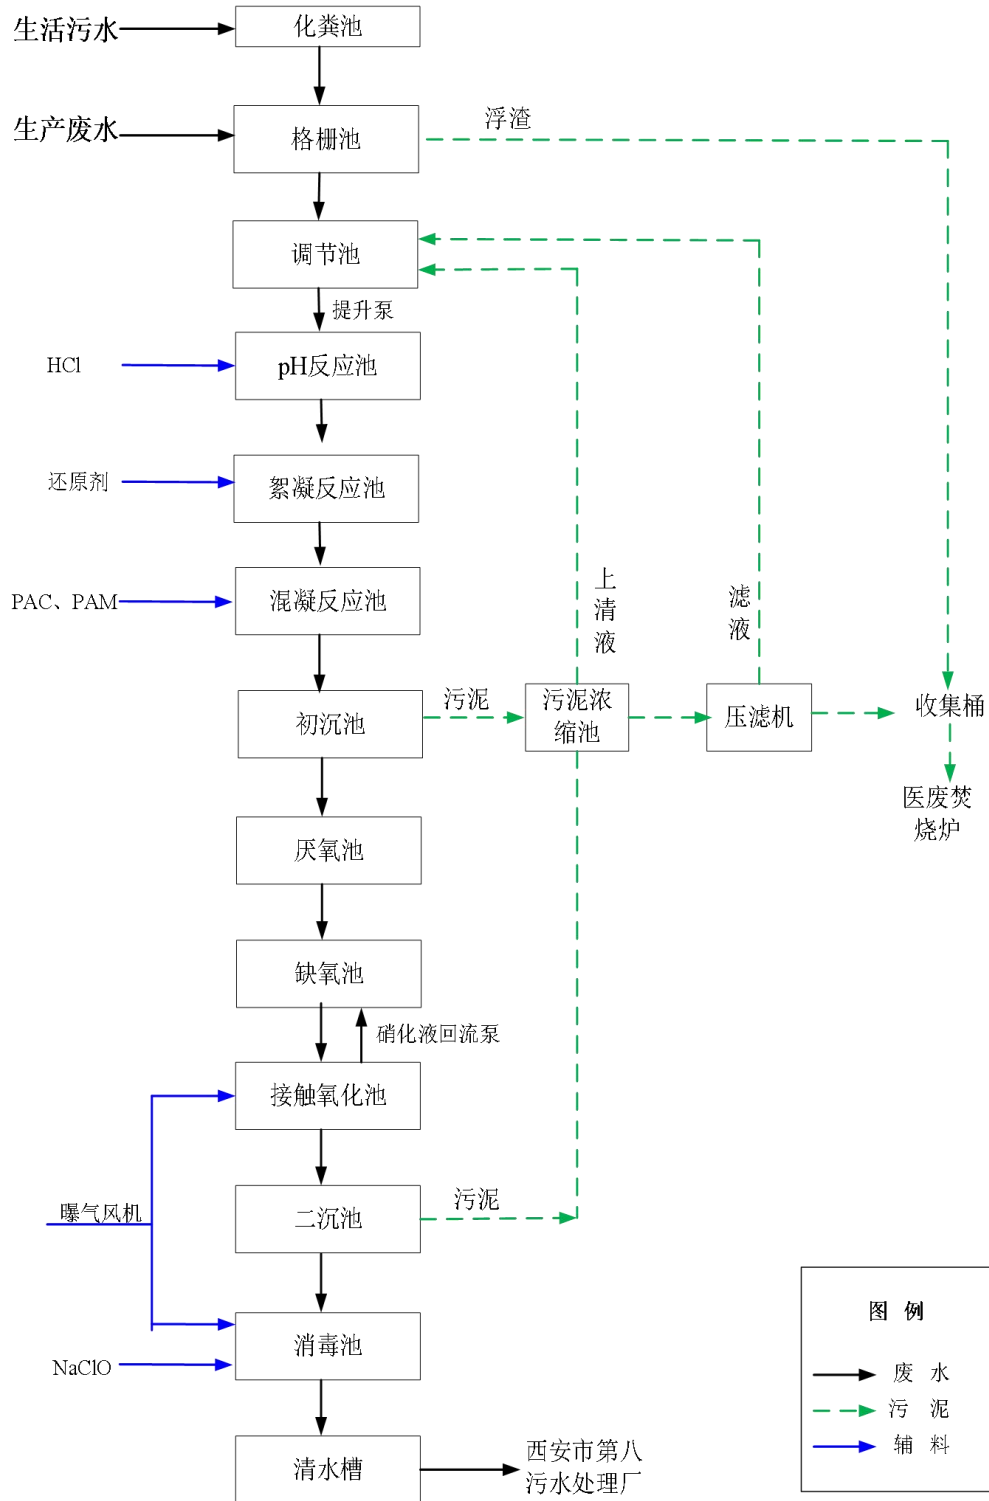 生活污水
化粪池
生产废水
格栅池
浮渣
调节池
提升泵
HCl
pH反应池
还原剂
絮凝反应池
PAC、PAM
混凝反应池
上
清
液
滤
液
初沉池
污泥
污泥浓
缩池
压滤机
收集桶
医废焚
烧炉
厌氧池
缺氧池
硝化液回流泵
接触氧化池
曝气风机
二沉池
污泥
消毒池
NaClO
清水槽
西安市第八
污水处理厂
图 例
废 水
污 泥
辅 料